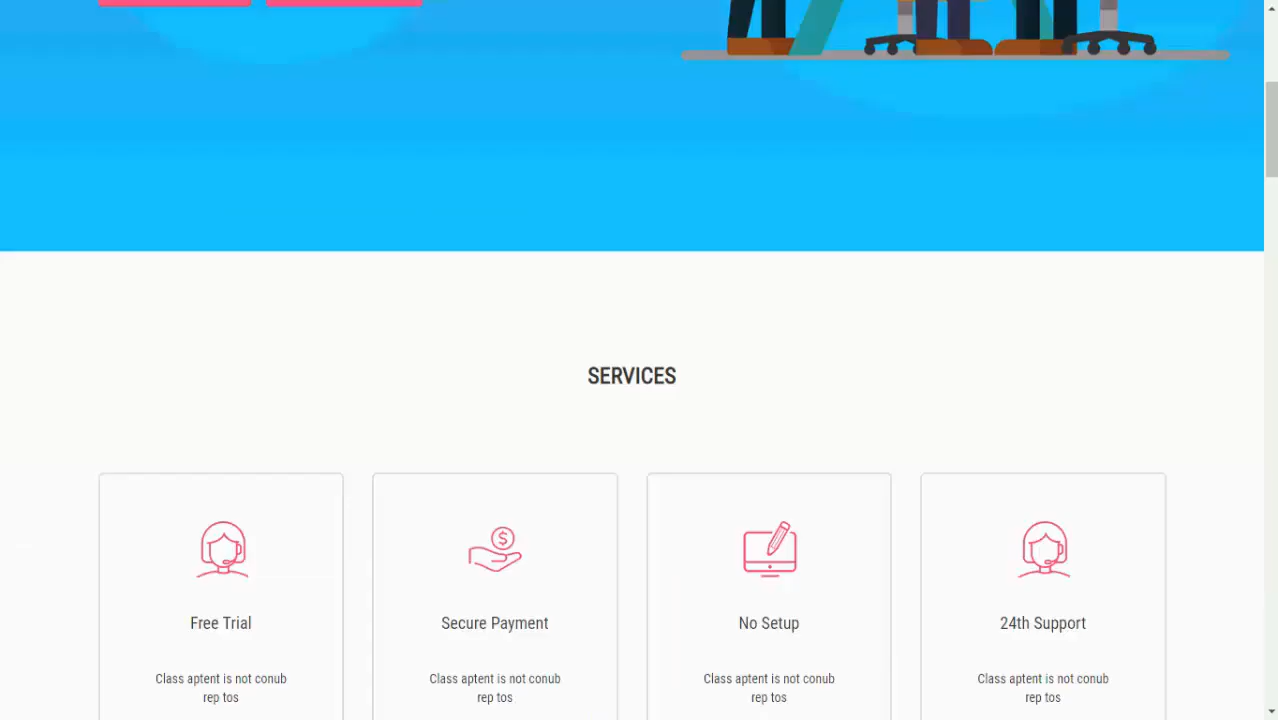 SERVICES
Free Trial
Class aptent is not conub
rep tos
Secure Payment
Class aptent is not conub
rep tos
No Setup
Class aptent is not conub
rep tos
24th Support
Class aptent is not conub
rep tos